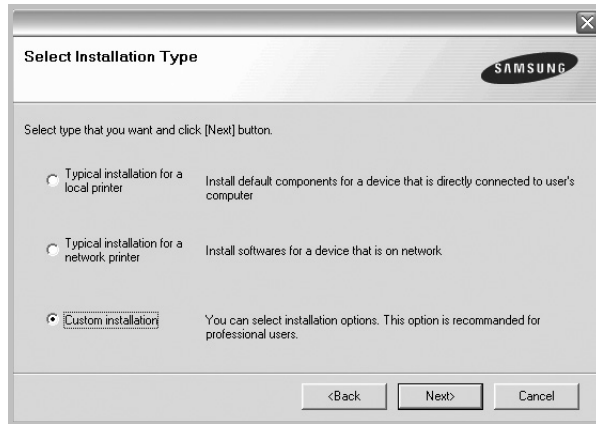 Select Installation Type
SAMSUNG
Select type that you want and click [Next] button.
Typical installation for a
local printer
Install default components for a device that is directly connected to user's
computer
Typical installation for a
network printer
Install softwares for a device that is on network
Custom installation
You can select installation options. This option is recommanded for
professional users.
<Back
Next>
Cancel